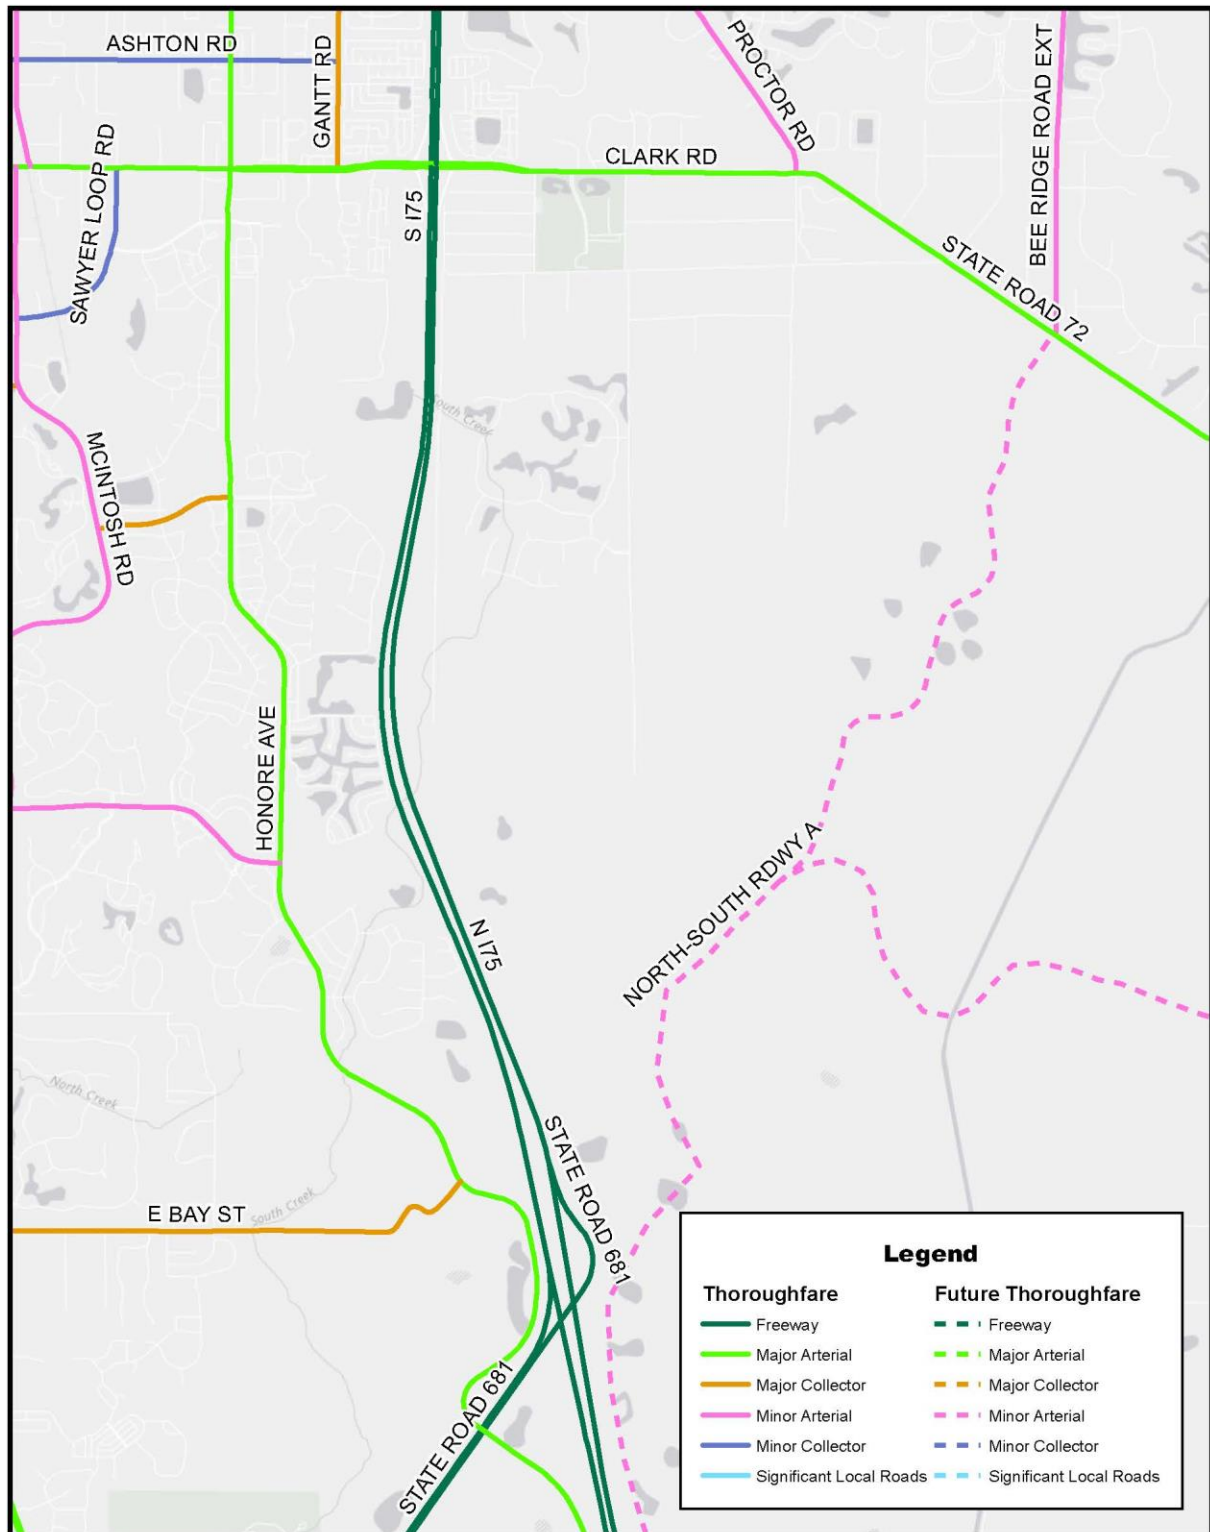 ASHTON RD
GANTT RD
PROCTOR RD
BEE RIDGE ROAD EXT
CLARK RD
SAWYER LOOP RD
S I75
STATE ROAD 72
South Creek
MCINTOSH RD
HONORE AVE
NORTH-SOUTH RDWY A
N I75
North Creek
STATE ROAD 681
South Creek
E BAY ST
STATE ROAD 681
Legend
Thoroughfare
Future Thoroughfare
Freeway
Freeway
Major Arterial
Major Arterial
Major Collector
Major Collector
Minor Arterial
Minor Arterial
Minor Collector
Minor Collector
Significant Local Roads
Significant Local Roads